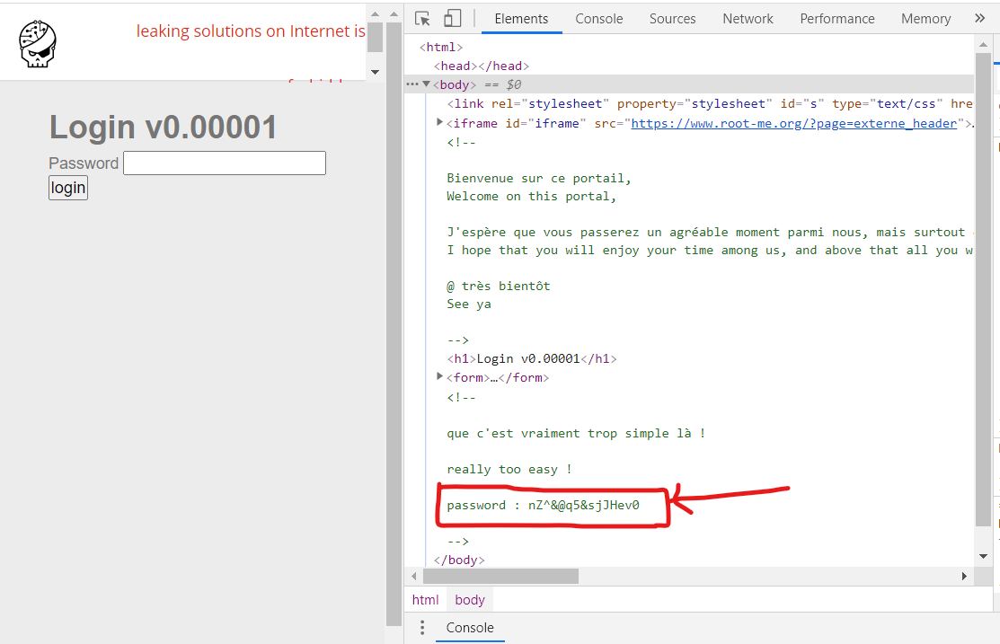 leaking solutions on Internet is
Login v0.00001
Password
login
Elements Console Sources Network Performance Memory »
<html>
<head></head>
··· ▼<body> == $0
<link rel="stylesheet" property="stylesheet" id="s" type="text/css" hre
▶<iframe id="iframe" src="https://www.root-me.org/?page=externe_header">.
<!--
Bienvenue sur ce portail,
Welcome on this portal,
J'espère que vous passerez un agréable moment parmi nous, mais surtout
I hope that you will enjoy your time among us, and above that all you w
@ très bientôt
See ya
-->
<h1>Login v0.00001</h1>
▶<form>…</form>
<!--
que c'est vraiment trop simple là !
really too easy !
password : nZ^&@q5&sjJHev0
-->
</body>
html body
Console